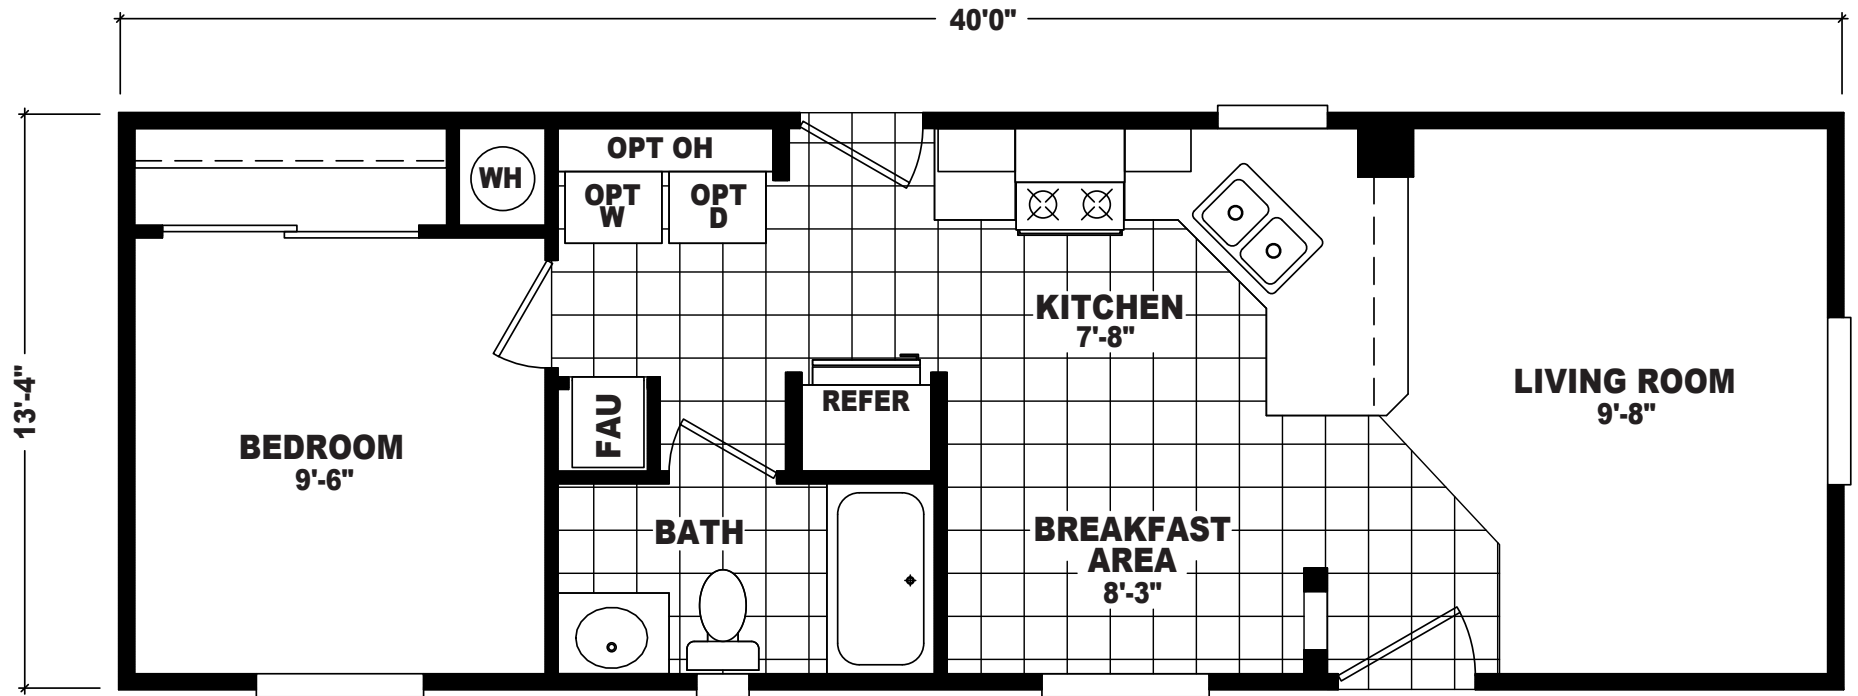 40'0"
13'-4"
OPT OH
WH
OPT
W
OPT
D
KITCHEN
7'-8"
REFER
FAU
LIVING ROOM
9'-8"
BEDROOM
9'-6"
BATH
BREAKFAST
AREA
8'-3"